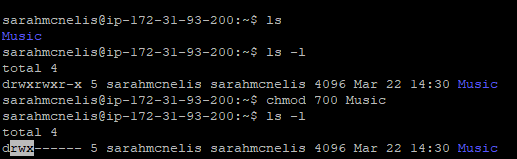 sarahmcnelis@ip-172-31-93-200:~$ ls
Music
sarahmcnelis@ip-172-31-93-200:~$ ls -l
total 4
drwxrwxr-x 5 sarahmcnelis sarahmcnelis 4096 Mar 22 14:30 Music
sarahmcnelis@ip-172-31-93-200:~$ chmod 700 Music
sarahmcnelis@ip-172-31-93-200:~$ ls -l
total 4
drwx------ 5 sarahmcnelis sarahmcnelis 4096 Mar 22 14:30 Music